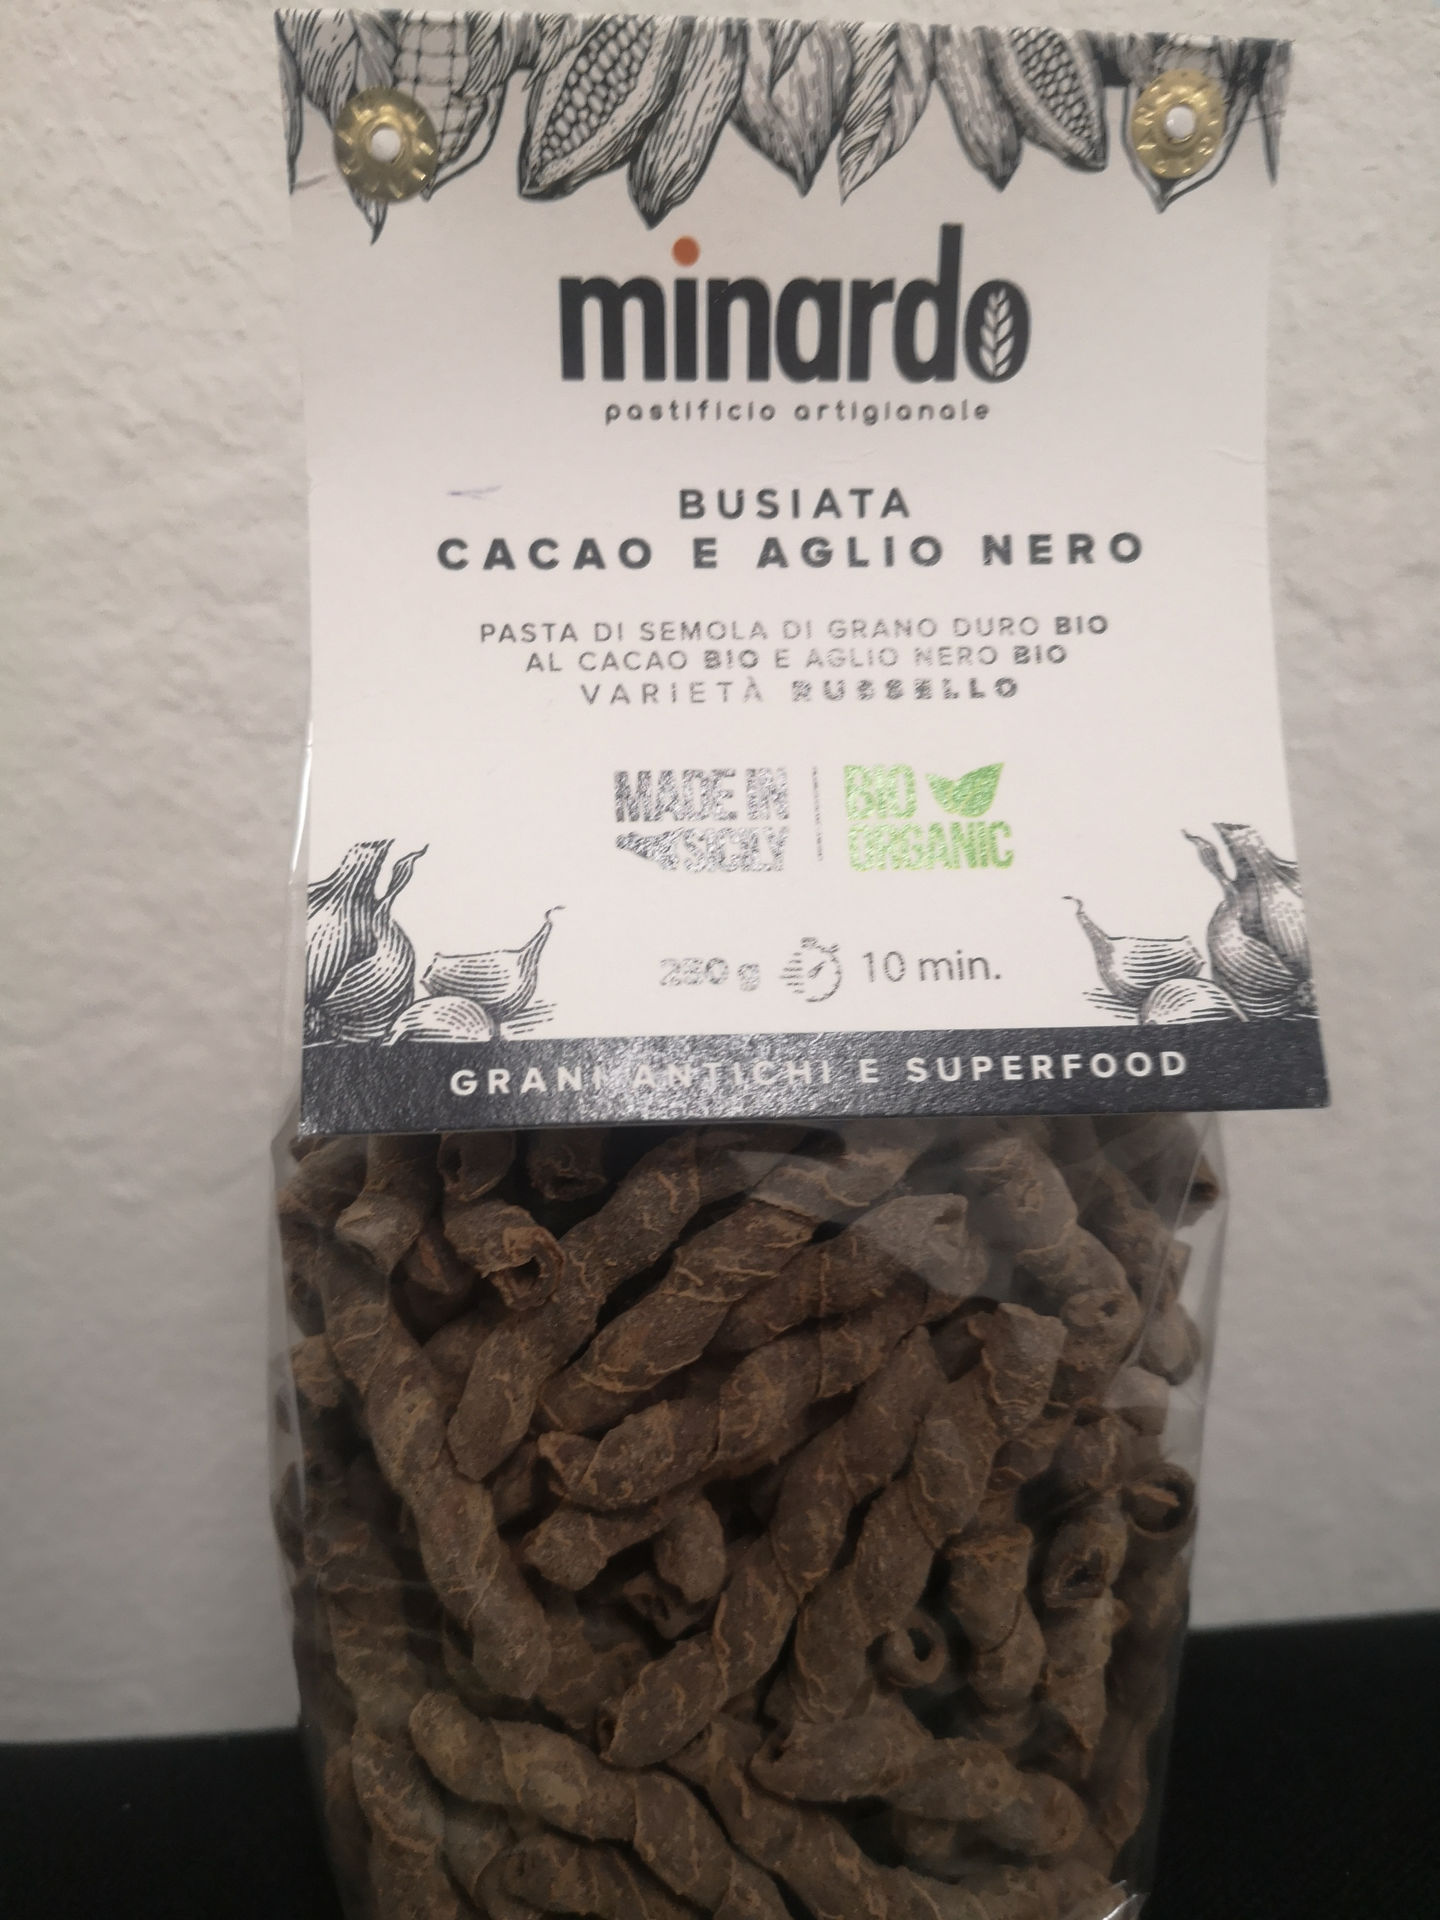 minardo
pastificio artigianale
BUSIATA
CACAO E AGLIO NERO
PASTA DI SEMOLA DI GRANO DURO BIO
AL CACAO BIO E AGLIO NERO BIO
VARIETÀ RUSSELLO
MADE IN
SICILY
BIO
ORGANIC
250 g 10 min.
GRANI ANTICHI E SUPERFOOD